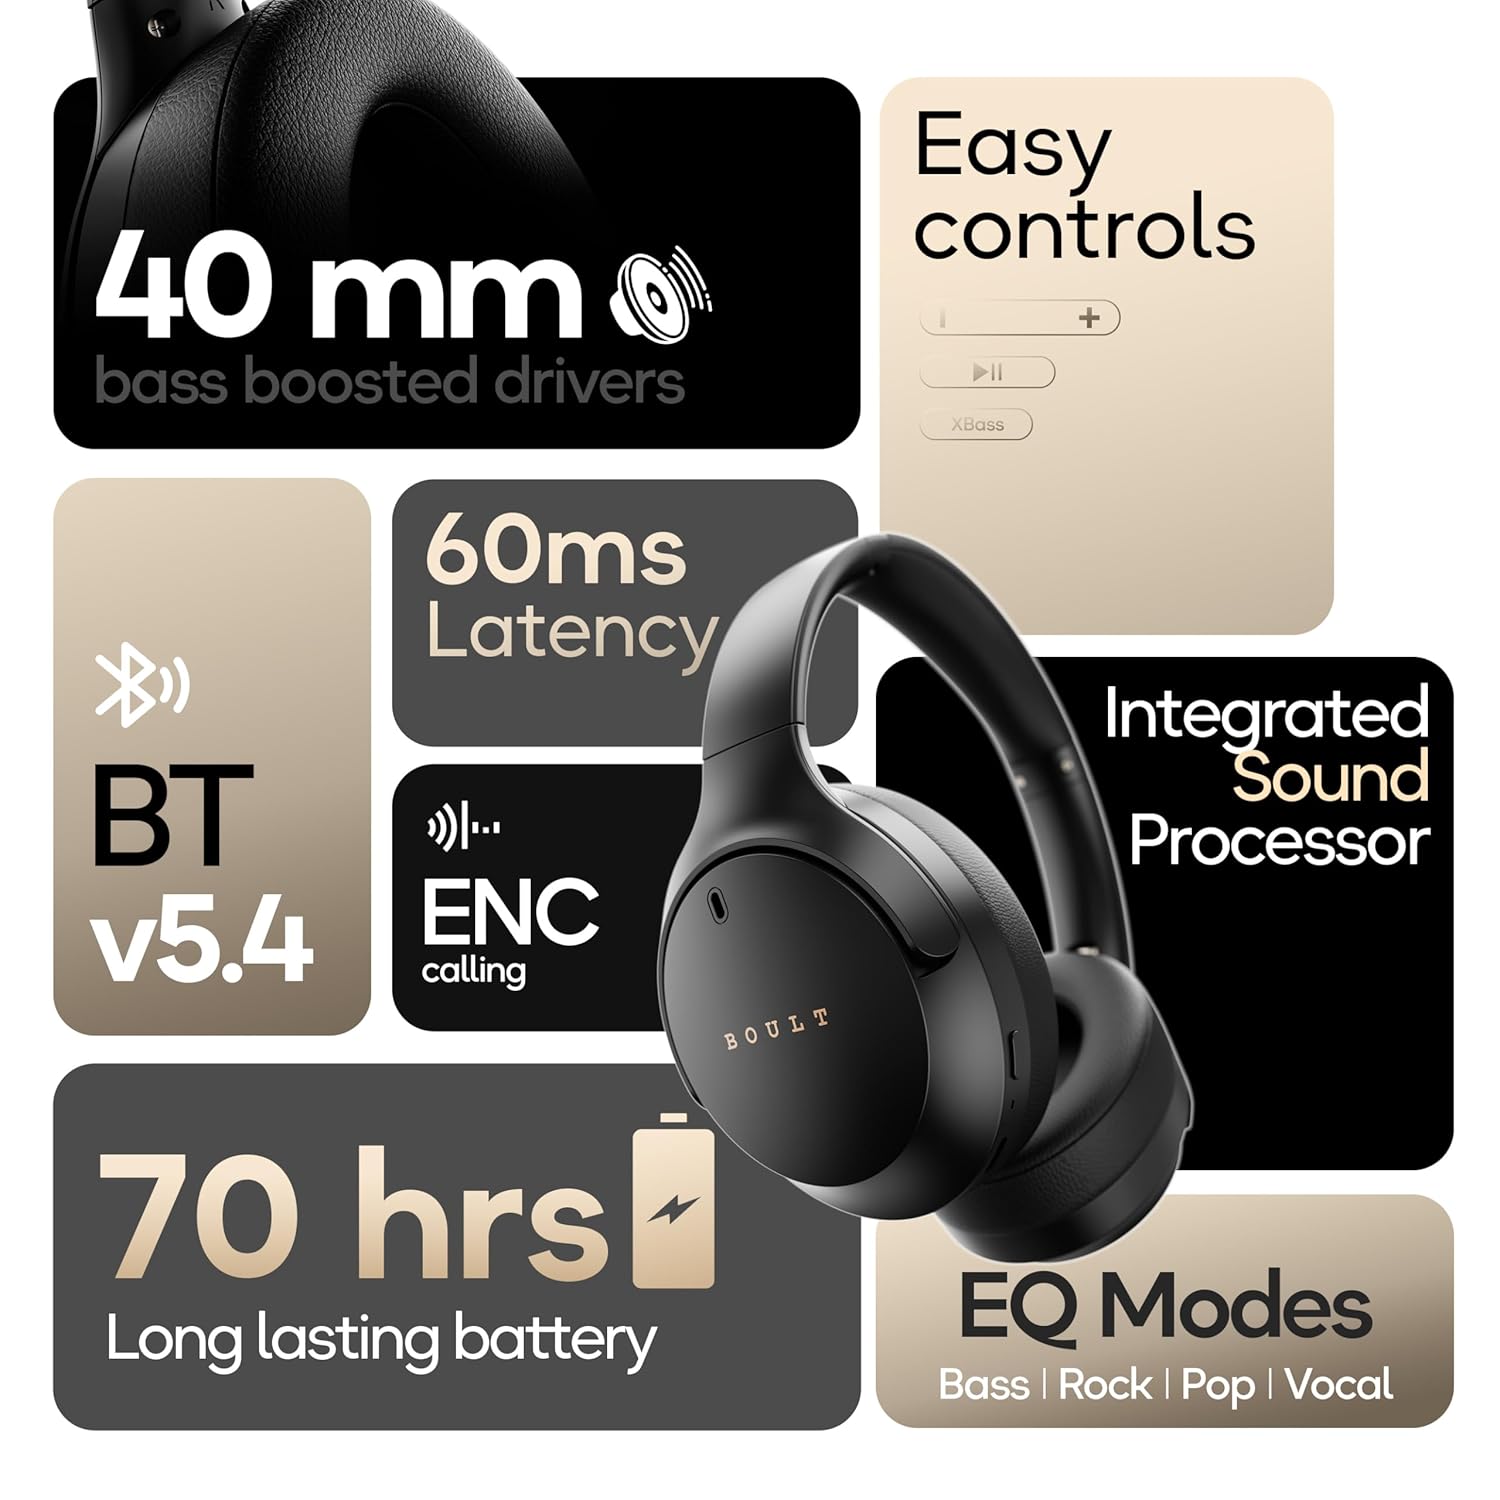 40 mm
bass boosted drivers
Easy
controls
+
XBass
60ms
Latency
BT
v5.4
ENC
calling
Integrated
Sound
Processor
BOULT
70 hrs
Long lasting battery
EQ Modes
Bass | Rock | Pop | Vocal